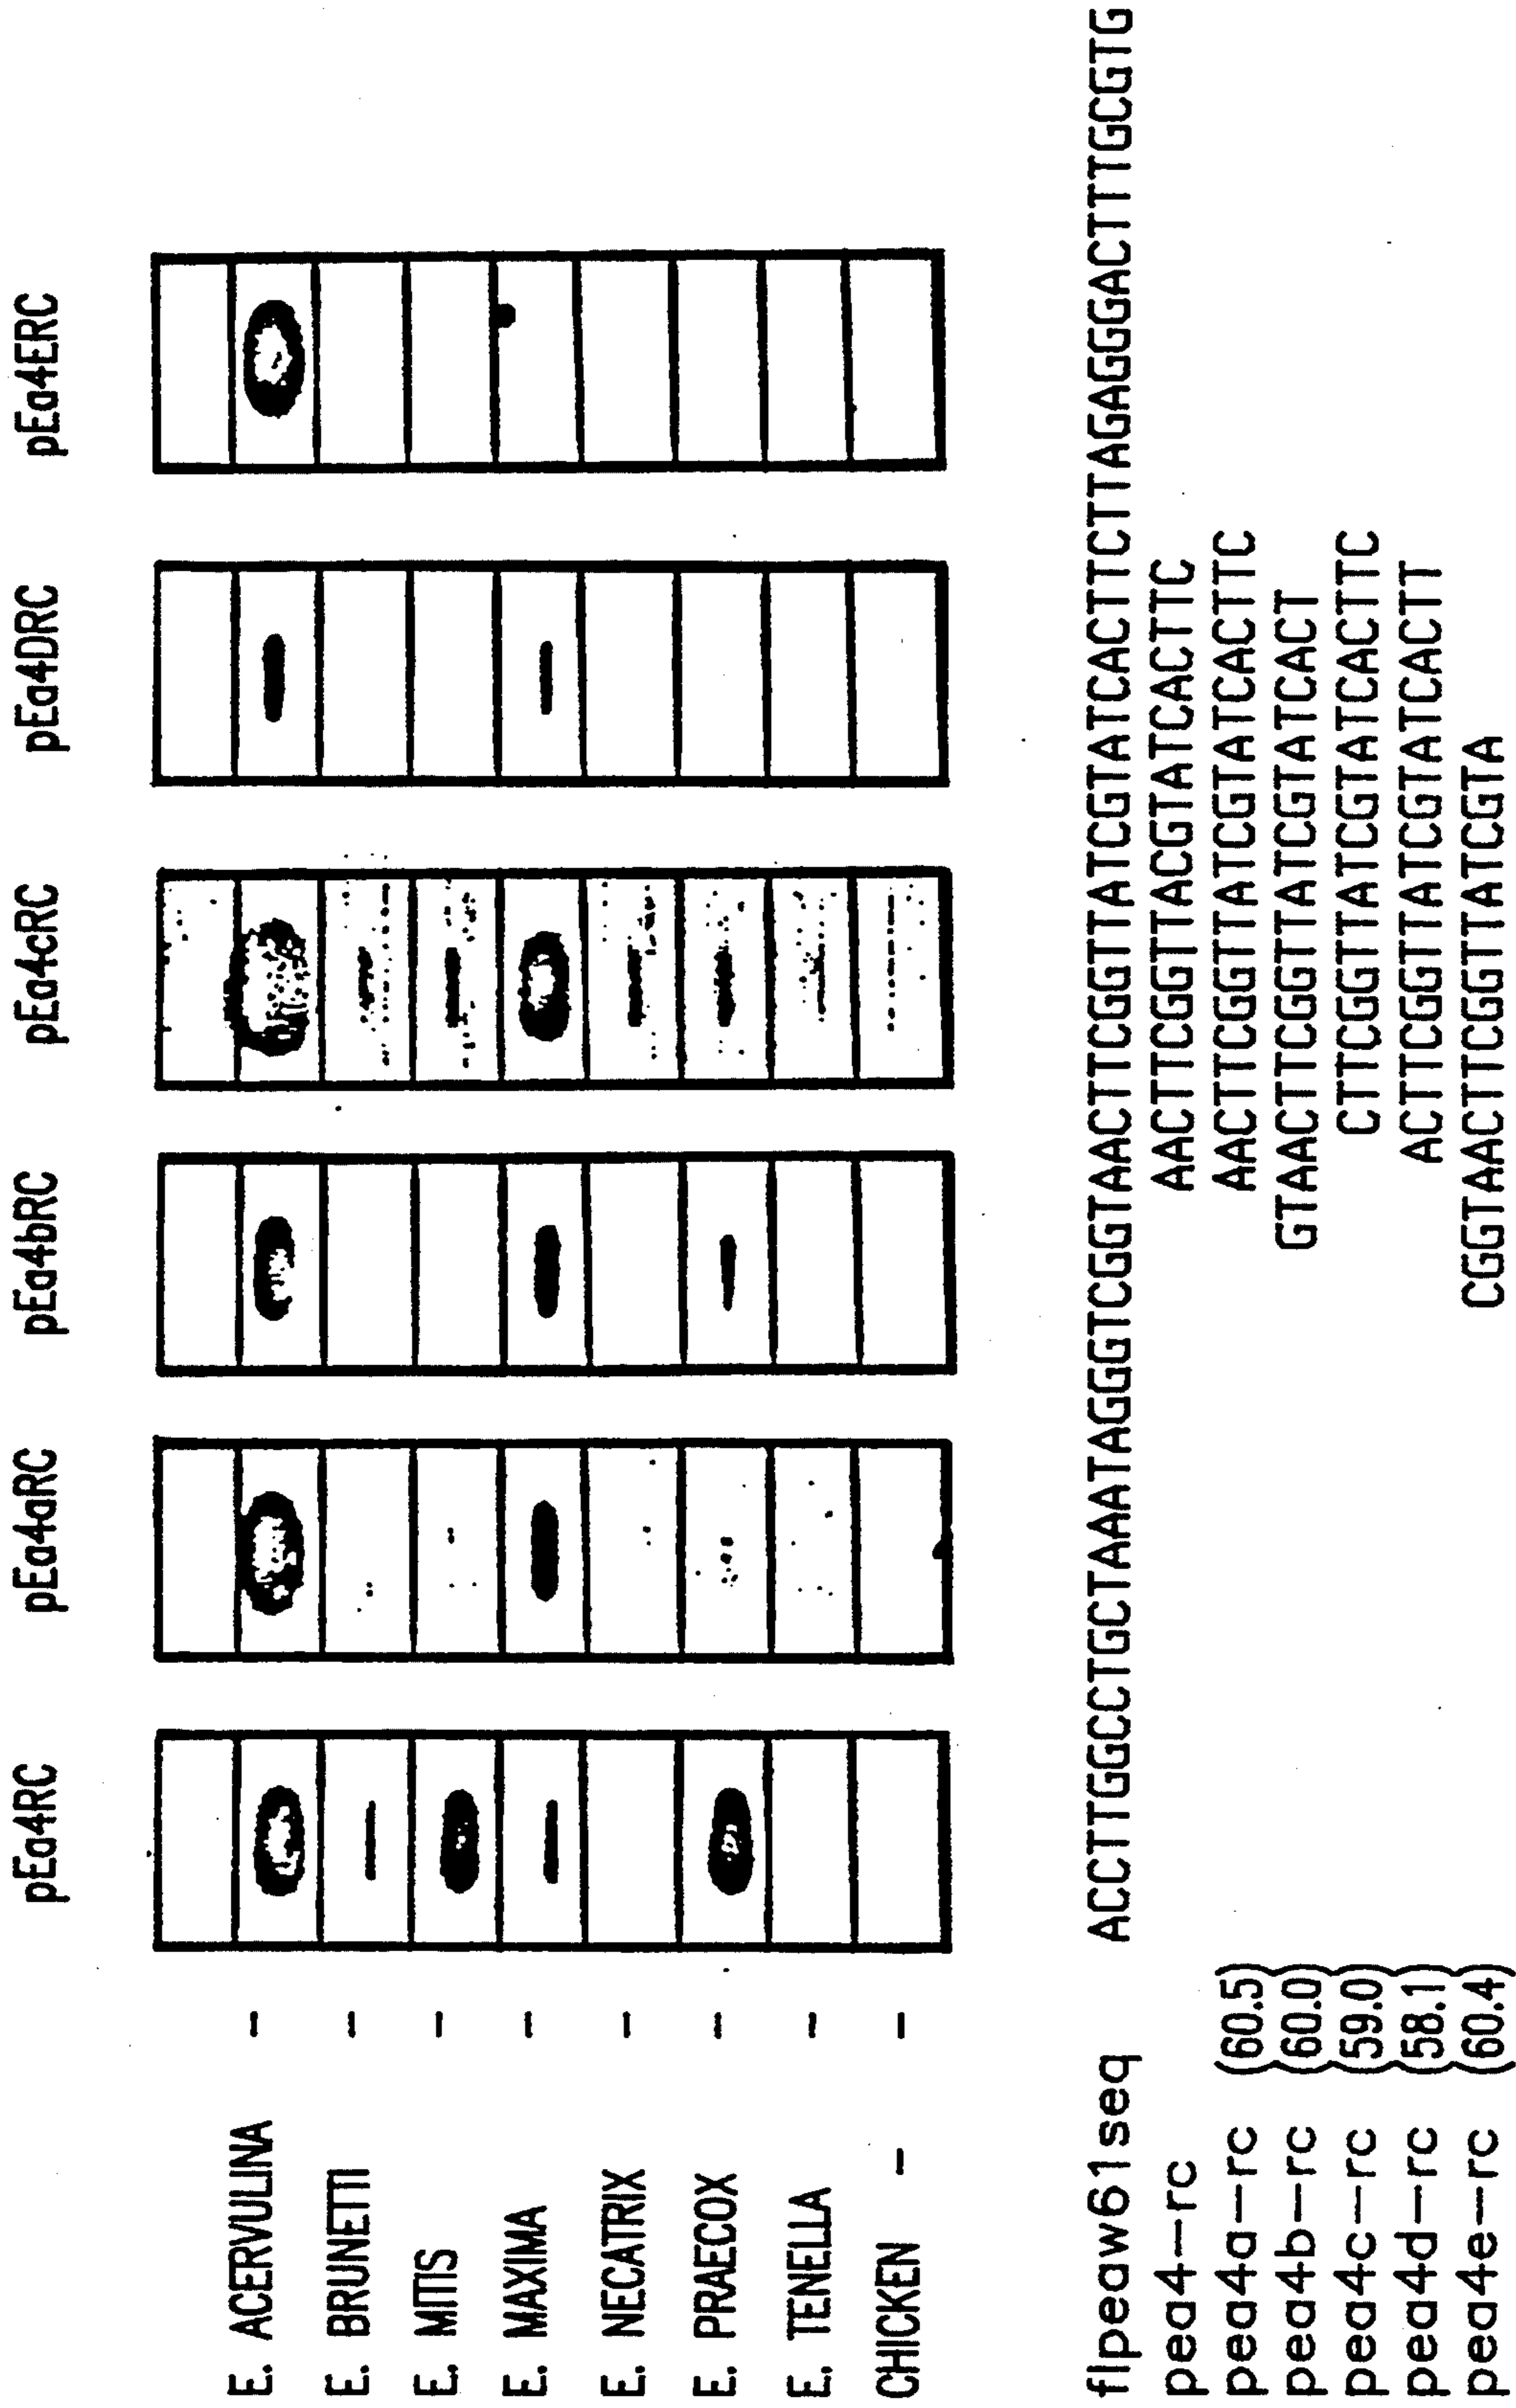 pEa4RC pEa4aRC pEa4bRC pEa4cRC pEa4DRC pEa4ERC
E. ACERVULINA -
E. BRUNETTI -
E. MITIS -
E. MAXIMA -
E. NECATRIX -
E. PRAECOX -
E. TENELLA -
CHICKEN - -
flpeaw61seq ACCTTGGCCTGCTAAATAGGGTCGGTAACTTCGGTTATCGTATCACTTCTTAGAGGGACTTTGCGTG
pea4-rc AACTTCGGTTACGTATCACTTC
pea4a-rc (60.5) AACTTCGGTTATCGTATCACTTC
pea4b-rc (60.0) GTAACTTCGGTTATCGTATCACT
pea4c-rc (59.0) CTTCGGTTATCGTATCACTTC
pea4d-rc (58.1) ACTTCGGTTATCGTATCACTT
pea4e-rc (60.4) CGGTAACTTCGGTTATCGTA